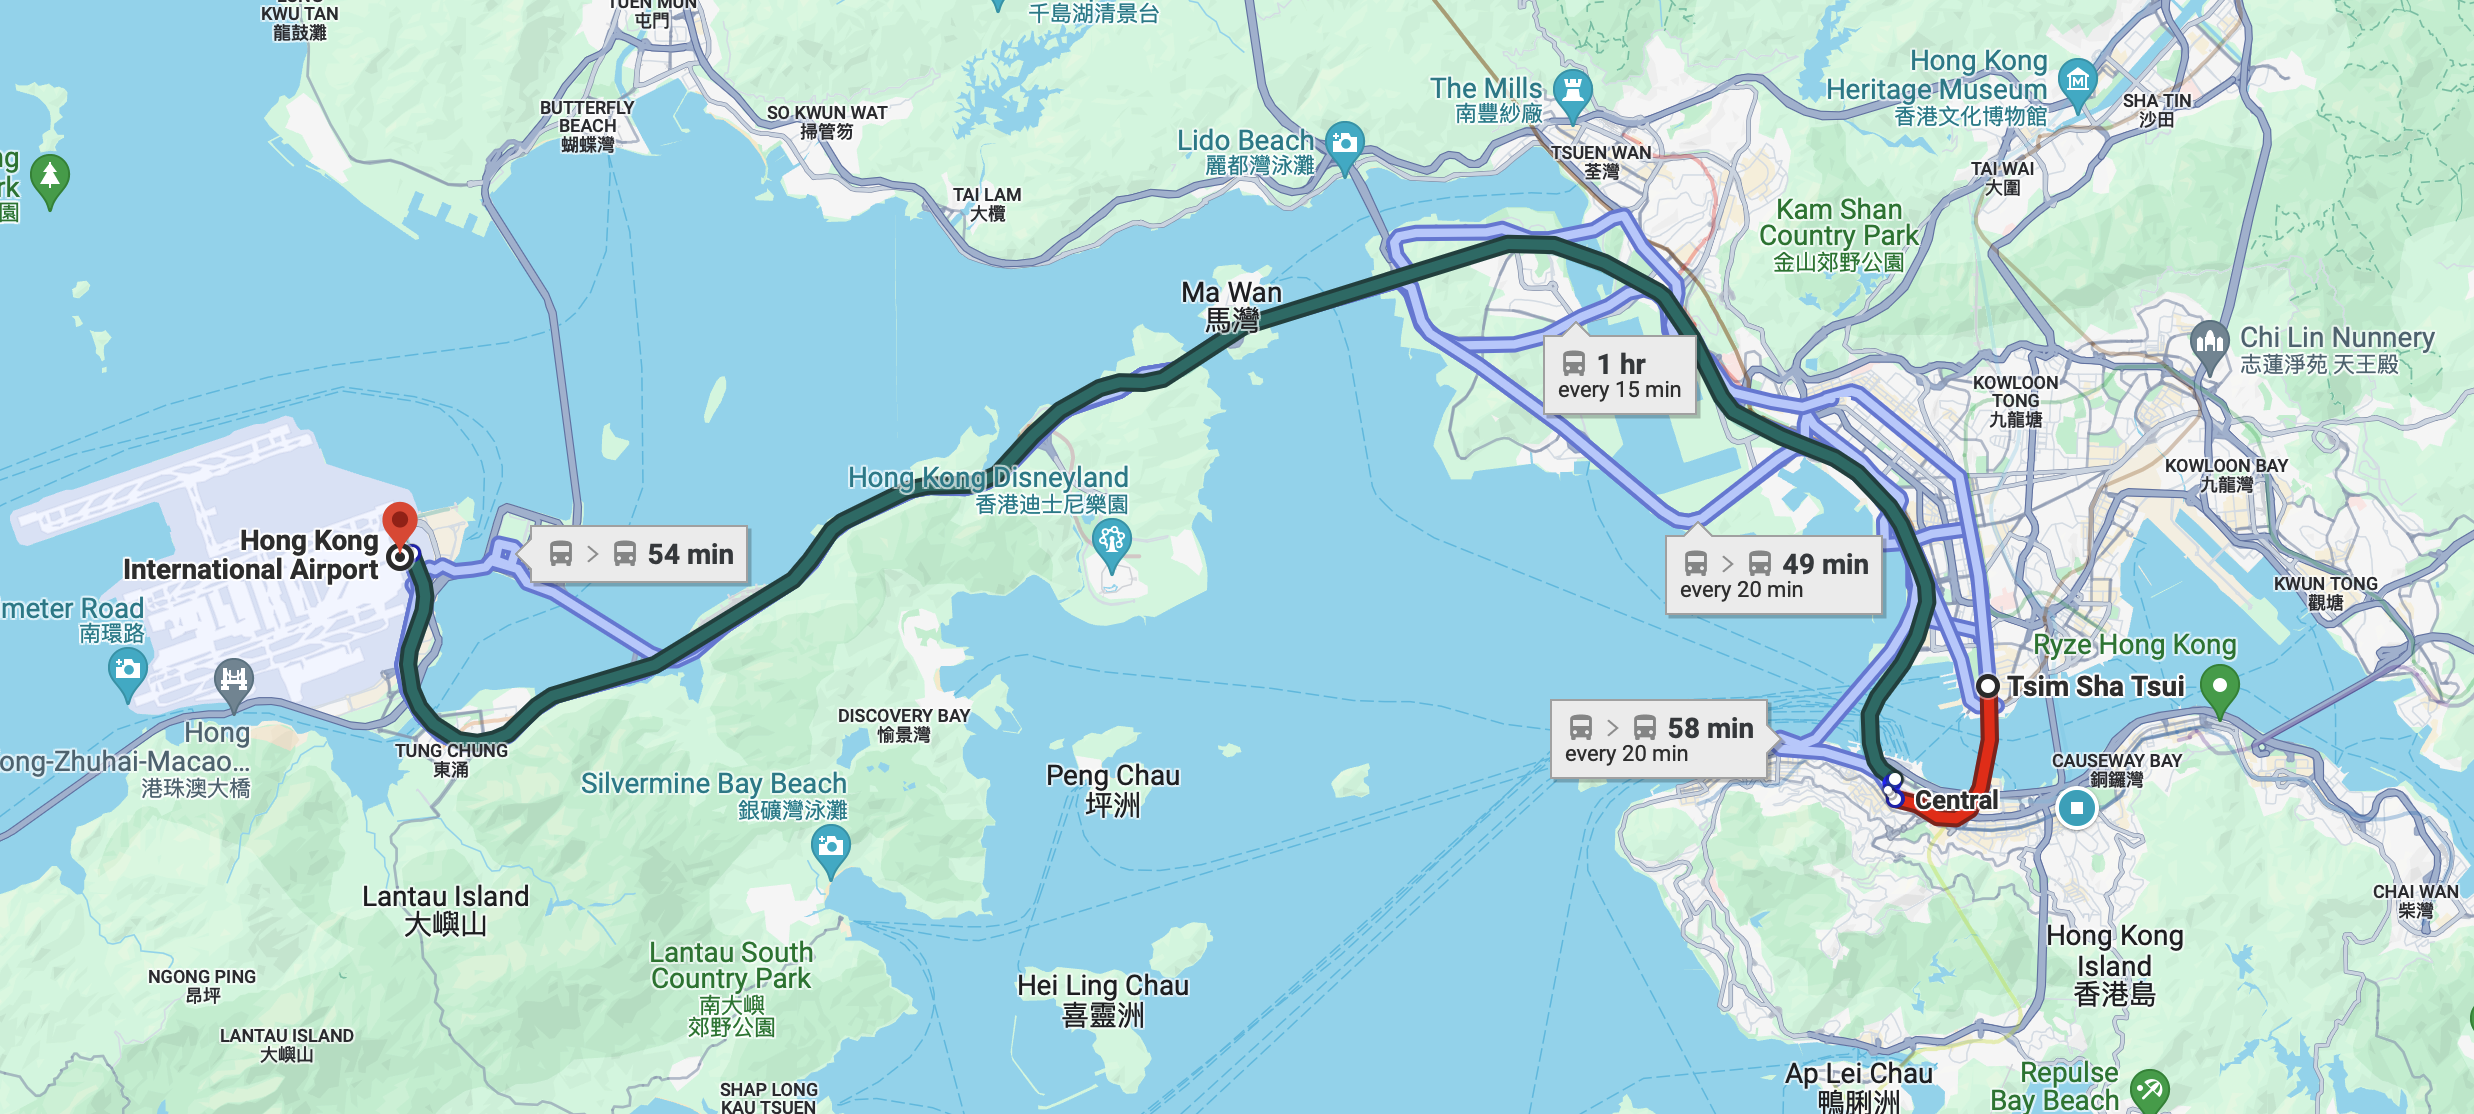 KWU TAN
龍鼓灘
TUEN MUN
屯門
千島湖清景台
BUTTERFLY
BEACH
蝴蝶灣
SO KWUN WAT
掃管笏
TAI LAM
大欖
Lido Beach
麗都灣泳灘
The Mills
南豐紗廠
TSUEN WAN
荃灣
Hong Kong
Heritage Museum
香港文化博物館
SHA TIN
沙田
TAI WAI
大圍
Kam Shan
Country Park
金山郊野公園
園
Ma Wan
馬灣
Chi Lin Nunnery
志蓮淨苑 天王殿
1 hr
every 15 min
KOWLOON
TONG
九龍塘
KOWLOON BAY
九龍灣
Hong Kong Disneyland
香港迪士尼樂園
Hong Kong
International Airport
54 min
49 min
every 20 min
KWUN TONG
觀塘
meter Road
南環路
Ryze Hong Kong
Tsim Sha Tsui
Hong
ong-Zhuhai-Macao...
港珠澳大橋
TUNG CHUNG
東涌
DISCOVERY BAY
愉景灣
58 min
every 20 min
Silvermine Bay Beach
銀礦灣泳灘
Peng Chau
坪洲
CAUSEWAY BAY
銅鑼灣
Central
CHAI WAN
柴灣
Lantau Island
大嶼山
Lantau South
Country Park
南大嶼
郊野公園
NGONG PING
昂坪
LANTAU ISLAND
大嶼山
Hei Ling Chau
喜靈洲
Hong Kong
Island
香港島
SHAP LONG
KAU TSUEN
Ap Lei Chau
鴨脷洲
Repulse
Bay Beach